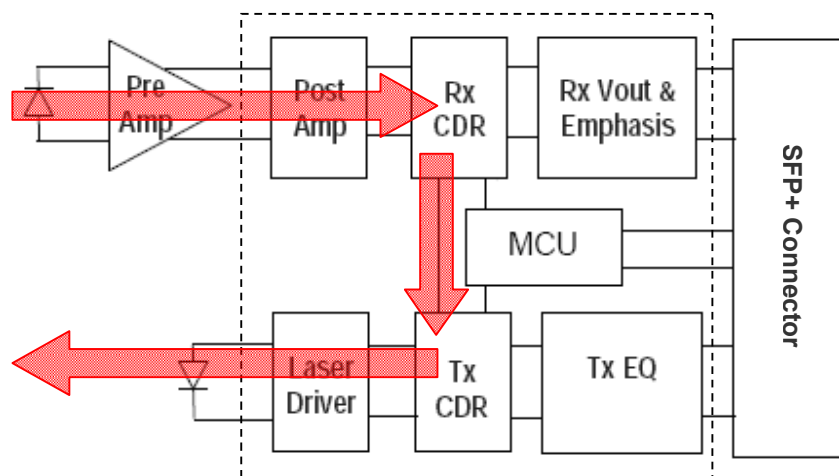 Pre
Amp
Post
Amp
Rx
CDR
Rx Vout &
Emphasis
SFP+ Connector
MCU
Laser
Driver
Tx
CDR
Tx EQ